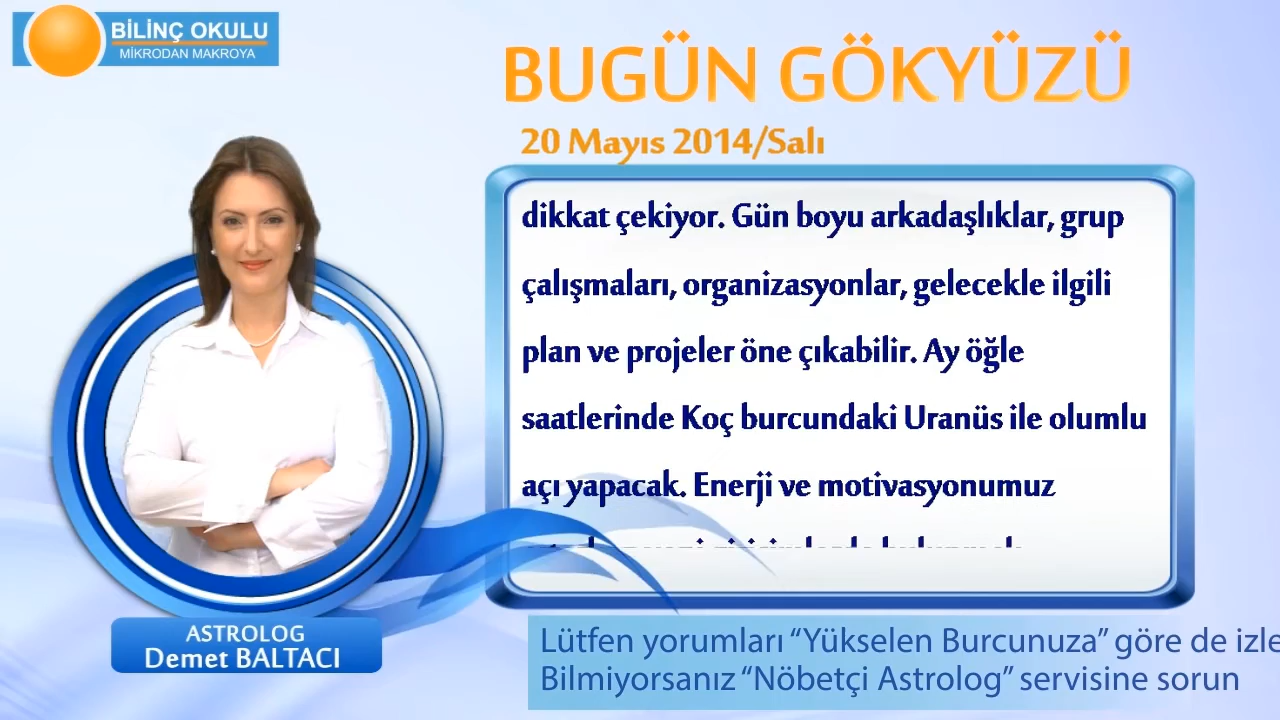 BİLİNÇ OKULU
MİKRODAN MAKROYA
BUGÜN GÖKYÜZÜ
20 Mayıs 2014/Salı
dikkat çekiyor. Gün boyu arkadaşlıklar, grup
çalışmaları, organizasyonlar, gelecekle ilgili
plan ve projeler öne çıkabilir. Ay öğle
saatlerinde Koç burcundaki Uranüs ile olumlu
açı yapacak. Enerji ve motivasyonumuz
ASTROLOG
Demet BALTACI
Lütfen yorumları “Yükselen Burcunuza” göre de izle
Bilmiyorsanız “Nöbetçi Astrolog” servisine sorun